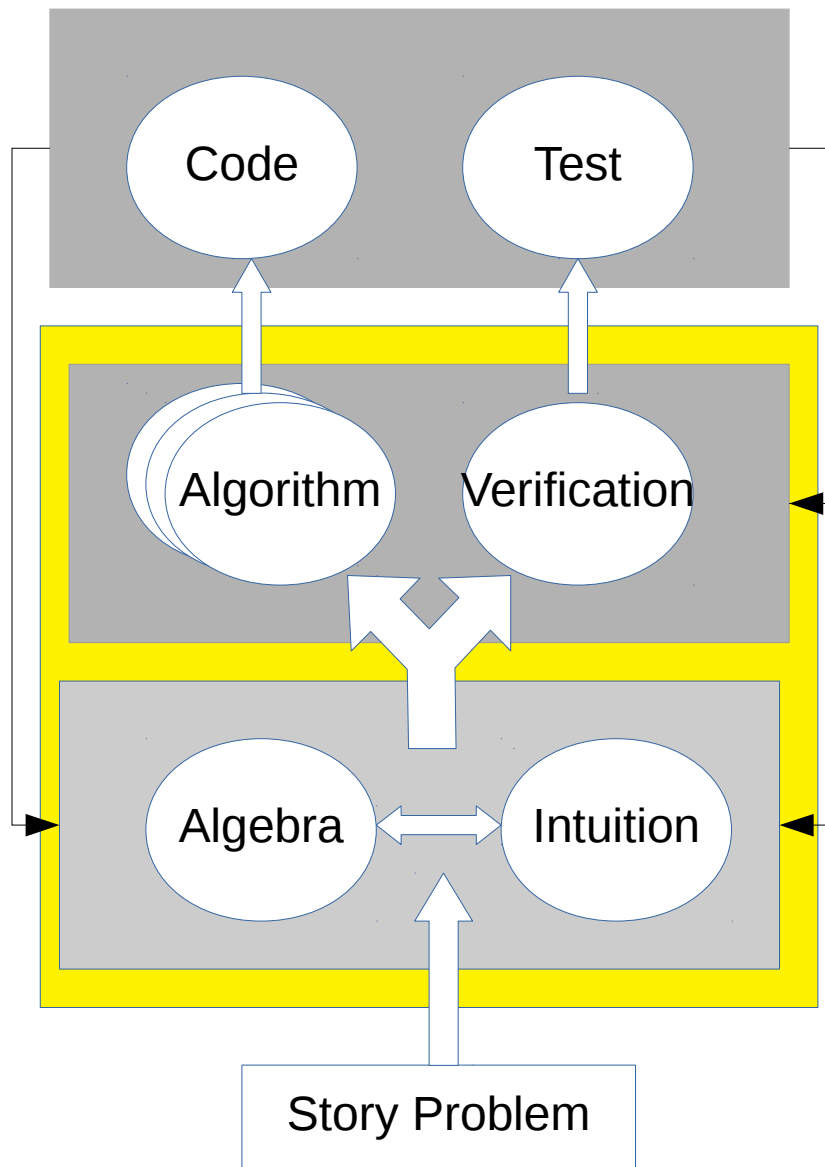 Code
Test
Algorithm
Verification
Algebra
Intuition
Story Problem